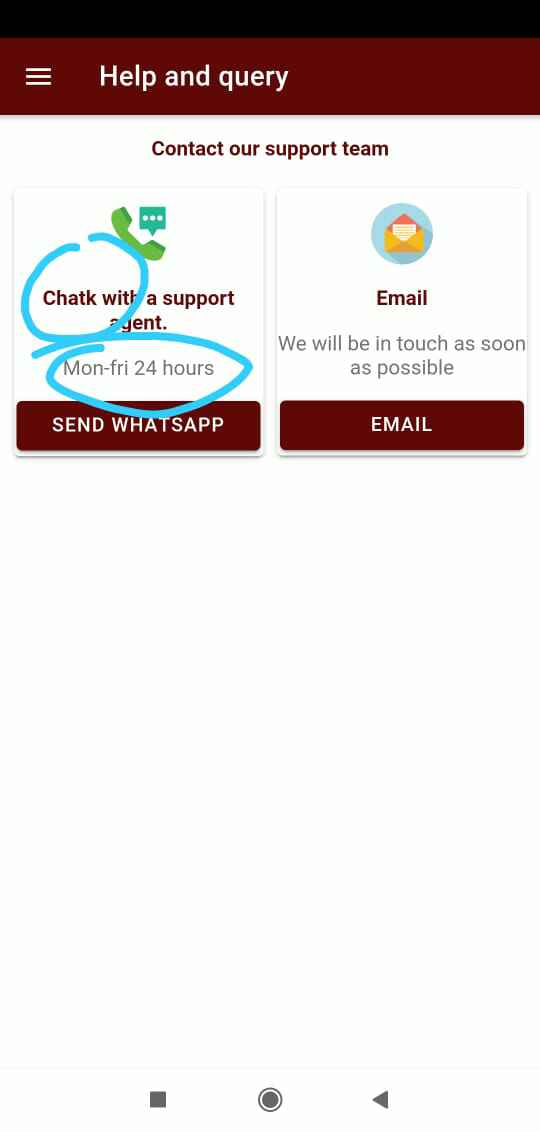 Help and query
Contact our support team
Chatk with a support
agent.
Mon-fri 24 hours
SEND WHATSAPP
Email
We will be in touch as soon
as possible
EMAIL